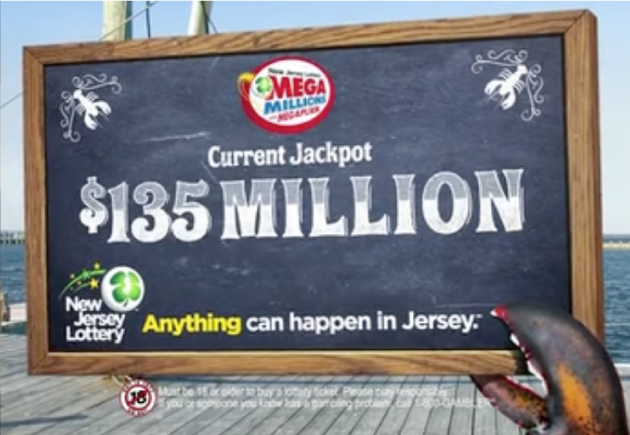 New Jersey Lottery
MEGA
MILLIONS
MEGAPLIER
Current Jackpot
$135 MILLION
New
Jersey
Lottery
Anything can happen in Jersey.
18
Must be 18 or older to buy a lottery ticket. Please play responsibly.
If you or someone you know has a gambling problem, call 1-800-GAMBLER